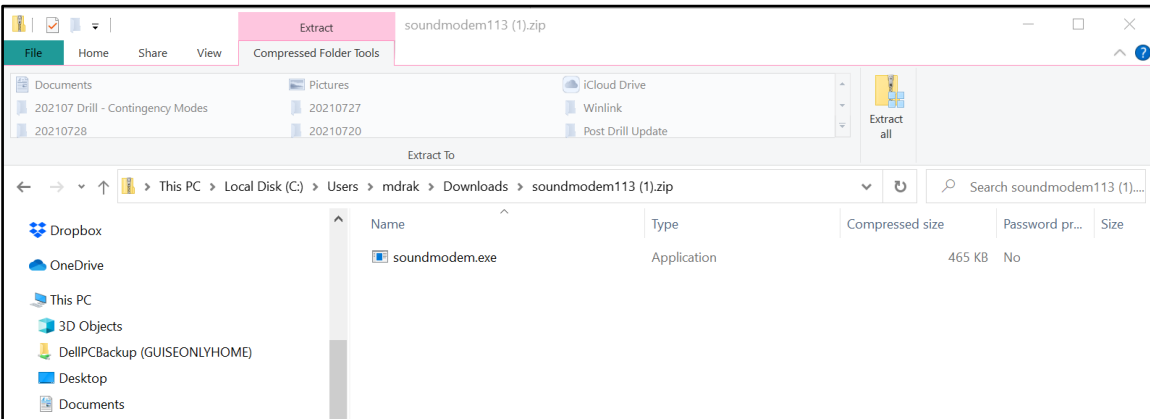 Extract
soundmodem113 (1).zip
File
Home
Share
View
Compressed Folder Tools
?
Documents
Pictures
iCloud Drive
202107 Drill - Contingency Modes
20210727
Winlink
20210728
20210720
Post Drill Update
Extract
all
Extract To
This PC > Local Disk (C:) > Users > mdrak > Downloads > soundmodem113 (1).zip
Search soundmodem113 (1)....
Dropbox
OneDrive
This PC
3D Objects
DellPCBackup (GUISEONLYHOME)
Desktop
Documents
Name
Type
Compressed size
Password pr...
Size
soundmodem.exe
Application
465 KB
No